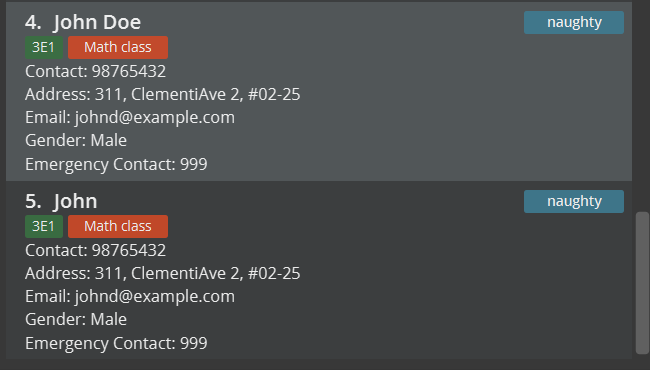 4. John Doe naughty
3E1 Math class
Contact: 98765432
Address: 311, ClementiAve 2, #02-25
Email: johnd@example.com
Gender: Male
Emergency Contact: 999
5. John naughty
3E1 Math class
Contact: 98765432
Address: 311, ClementiAve 2, #02-25
Email: johnd@example.com
Gender: Male
Emergency Contact: 999